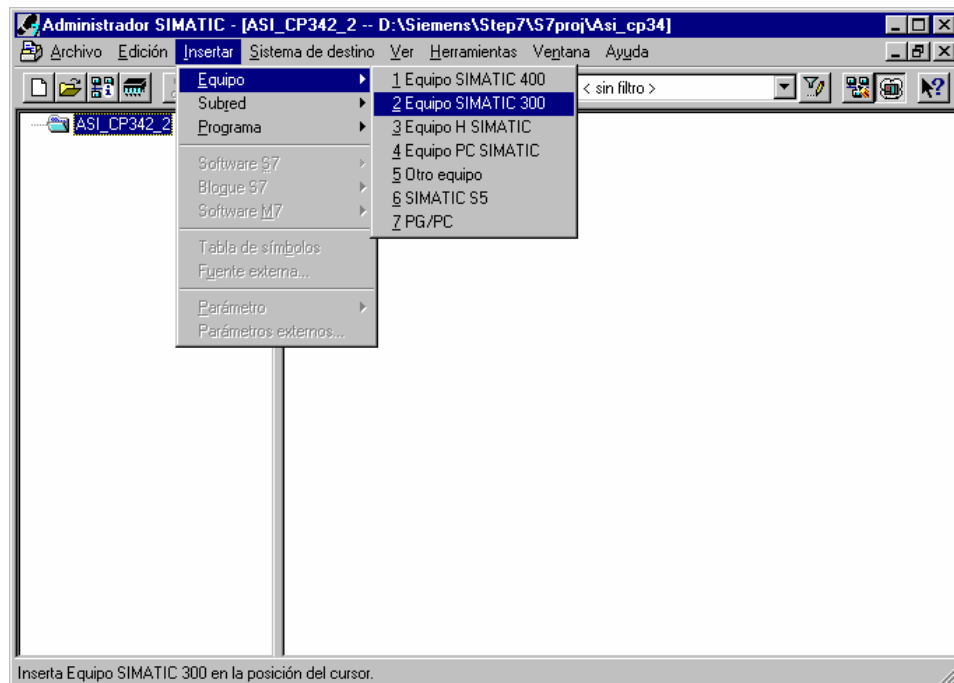 Administrador SIMATIC - [ASI_CP342_2 -- D:\Siemens\Step7\S7proj\Asi_cp34]
Archivo Edición Insertar Sistema de destino Ver Herramientas Ventana Ayuda
< sin filtro >
ASI_CP342_2
Equipo
Subred
Programa
Software S7
Bloque S7
Software M7
Tabla de símbolos
Fuente externa...
Parámetro
Parámetros externos...
1 Equipo SIMATIC 400
2 Equipo SIMATIC 300
3 Equipo H SIMATIC
4 Equipo PC SIMATIC
5 Otro equipo
6 SIMATIC S5
7 PG/PC
Inserta Equipo SIMATIC 300 en la posición del cursor.